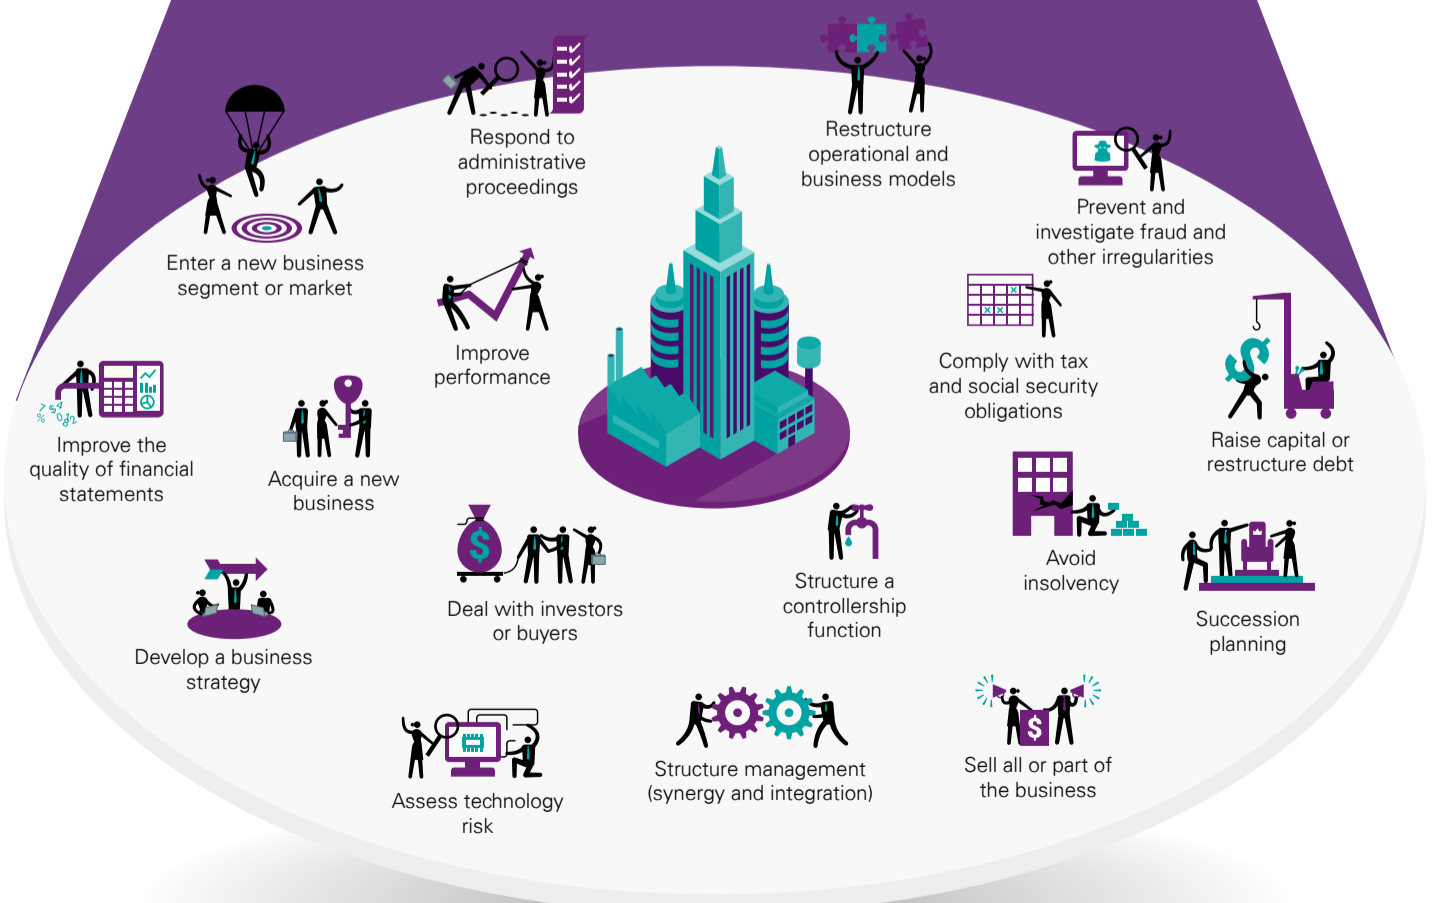 Respond to
administrative
proceedings
Restructure
operational and
business models
Prevent and
investigate fraud and
other irregularities
Enter a new business
segment or market
Improve
performance
Comply with tax
and social security
obligations
Raise capital or
restructure debt
Improve the
quality of financial
statements
Acquire a new
business
Deal with investors
or buyers
Structure a
controllership
function
Avoid
insolvency
Succession
planning
Develop a business
strategy
Assess technology
risk
Structure management
(synergy and integration)
Sell all or part of
the business